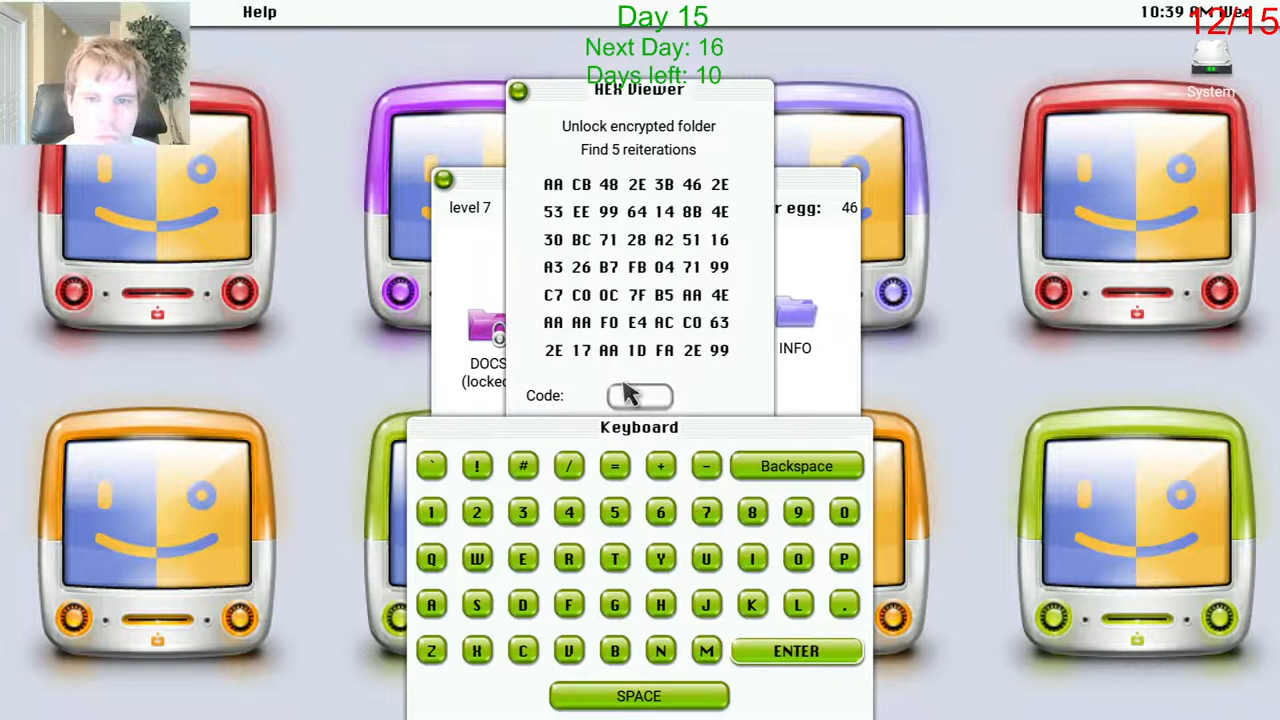 Help
Day 15
10:39 AM Wed
12/15
Next Day: 16
Days left: 10
System
HEX Viewer
Unlock encrypted folder
Find 5 reiterations
AA CB 48 2E 3B 46 2E
53 EE 99 64 14 8B 4E
30 BC 71 28 A2 51 16
A3 26 B7 FB 04 71 99
C7 C0 0C 7F B5 AA 4E
AA AA F0 E4 AC C0 63
2E 17 AA 1D FA 2E 99
Code:
level 7
r egg: 46
DOCS
(locked
INFO
Keyboard
` ! # / = + - Backspace
1 2 3 4 5 6 7 8 9 0
Q W E R T Y U I O P
A S D F G H J K L .
Z X C V B N M ENTER
SPACE